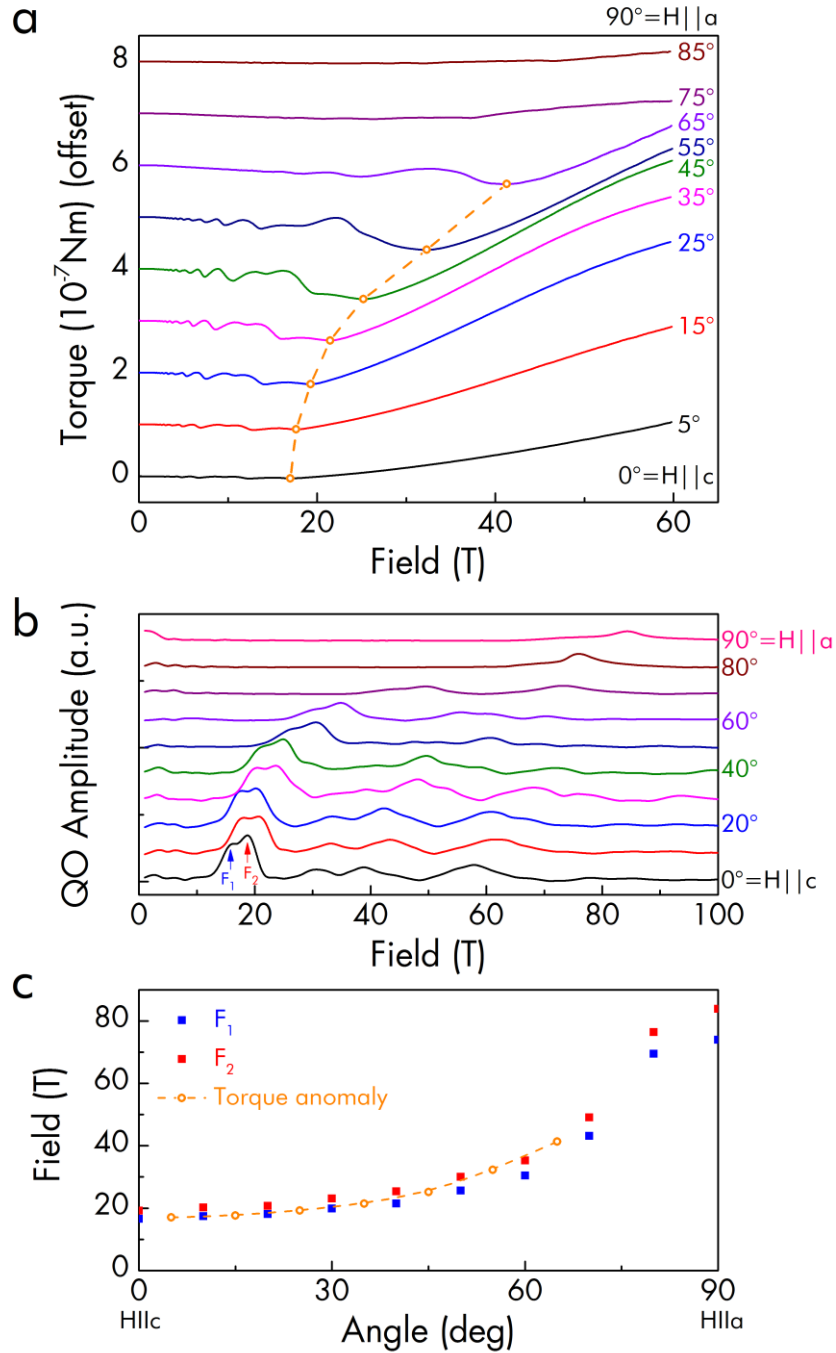 a
90°=H||a
85°
75°
65°
55°
45°
35°
25°
15°
5°
0°=H||c
8
6
4
2
0
Torque (10⁻⁷Nm) (offset)
0 20 40 60
Field (T)
b
90°=H||a
80°
60°
40°
20°
0°=H||c
F₁ F₂
QO Amplitude (a.u.)
0 20 40 60 80 100
Field (T)
c
F₁
F₂
Torque anomaly
80
60
40
20
0
Field (T)
0 30 60 90
HIIc HIIa
Angle (deg)